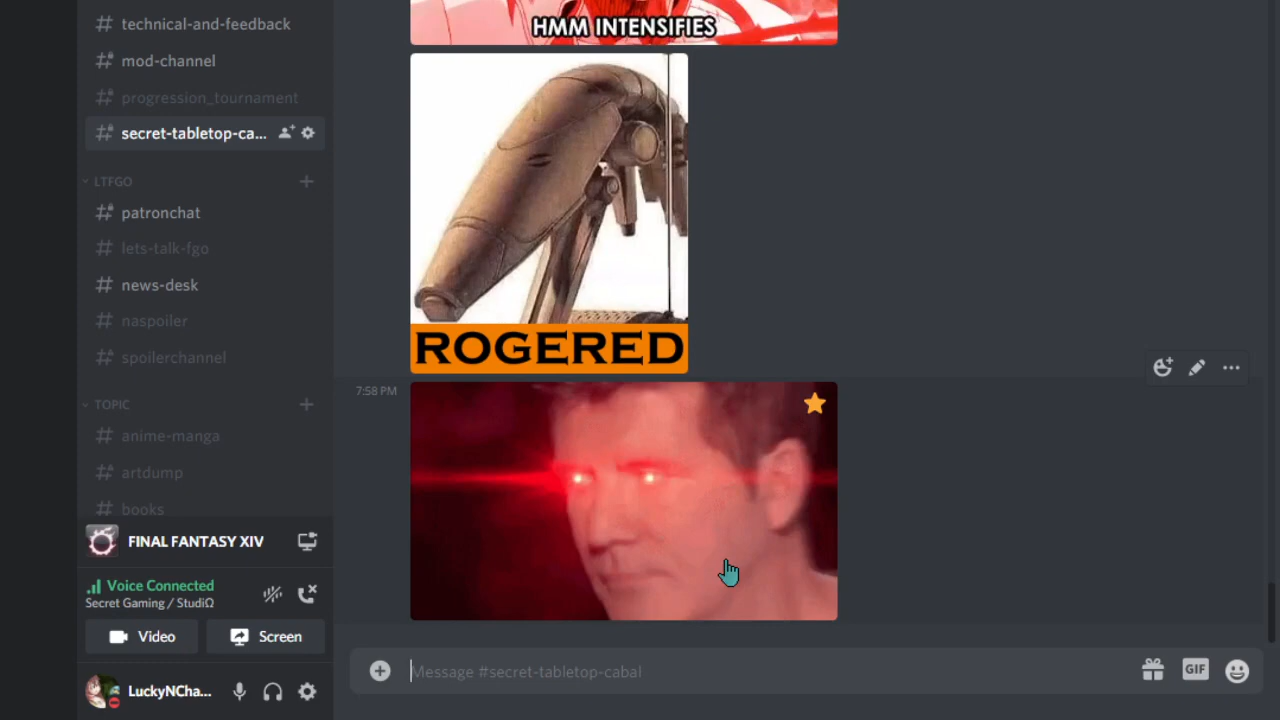 technical-and-feedback
mod-channel
progression_tournament
secret-tabletop-ca...
LTFGO
patronchat
lets-talk-fgo
news-desk
naspoiler
spoilerchannel
TOPIC
anime-manga
artdump
books
FINAL FANTASY XIV
Voice Connected
Secret Gaming / StudiΩ
Video
Screen
LuckyNCha...
HMM INTENSIFIES
ROGERED
7:58 PM
Message #secret-tabletop-cabal
GIF